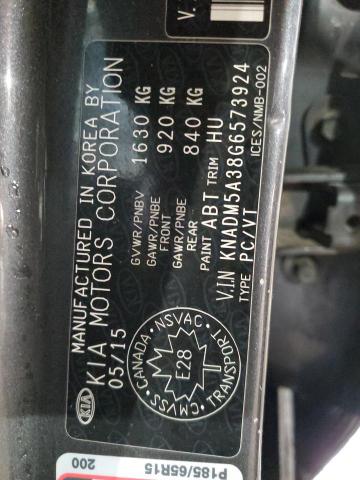 MANUFACTURED IN KOREA BY
KIA MOTORS CORPORATION
05/15
GVWR/PNBV 1630 KG
GAWR/PNBE FRONT 920 KG
GAWR/PNBE REAR 840 KG
PAINT ABT TRIM HU
V.I.N KNADM5A38G6573924
TYPE PC/VT ICES/NMB-002
KIA
CANADA NSVAC
E28
CMVSS TRANSPORT
P185/65R15
200
V.